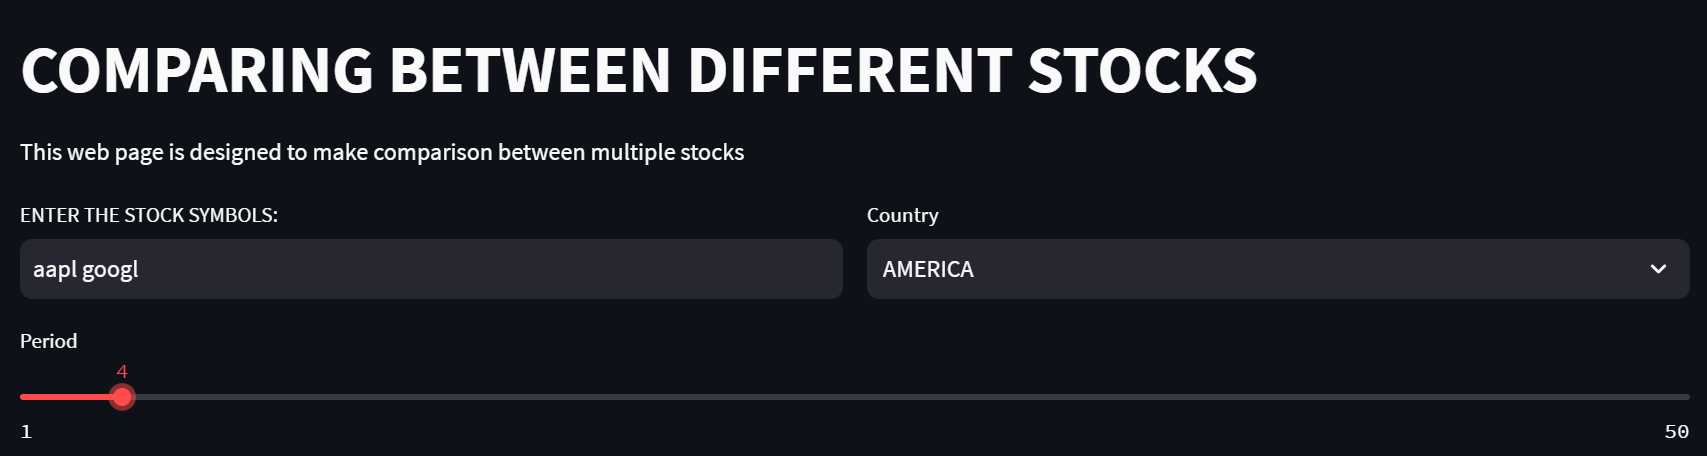 COMPARING BETWEEN DIFFERENT STOCKS
This web page is designed to make comparison between multiple stocks
ENTER THE STOCK SYMBOLS:
aapl googl
Country
AMERICA
Period
4
1
50